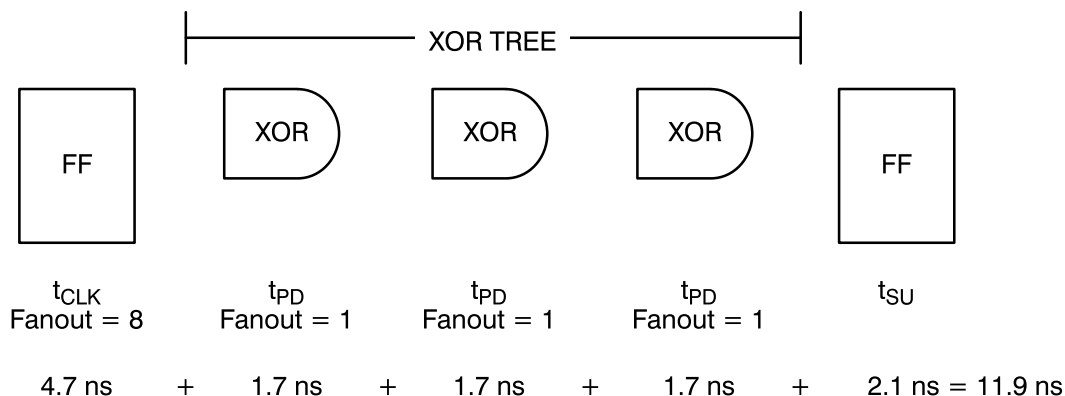 XOR TREE
FF XOR XOR XOR FF
tCLK tPD tPD tPD tSU
Fanout = 8 Fanout = 1 Fanout = 1 Fanout = 1
4.7 ns + 1.7 ns + 1.7 ns + 1.7 ns + 2.1 ns = 11.9 ns